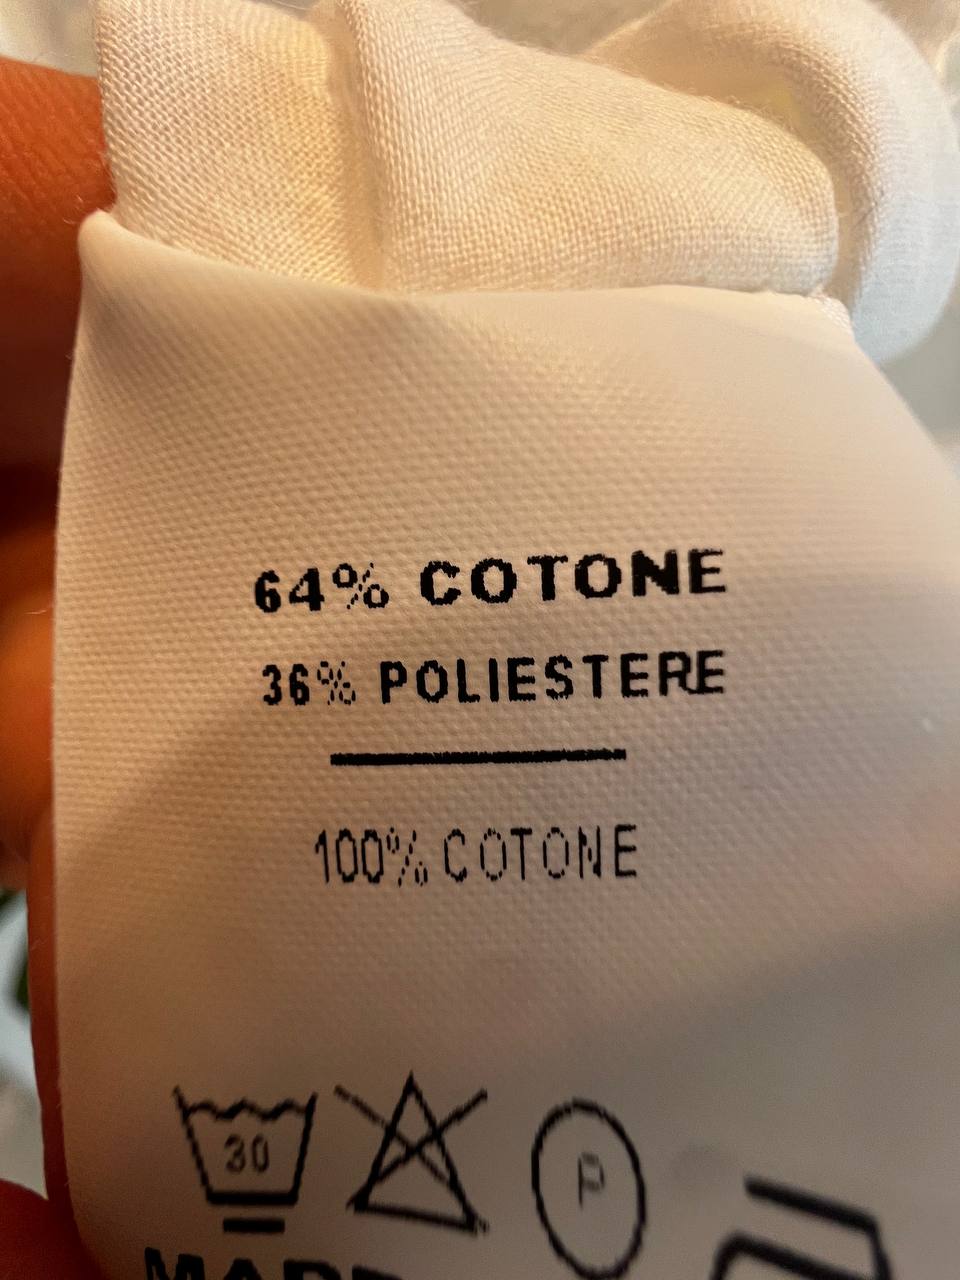 64% COTONE
36% POLIESTERE
100% COTONE
30
P